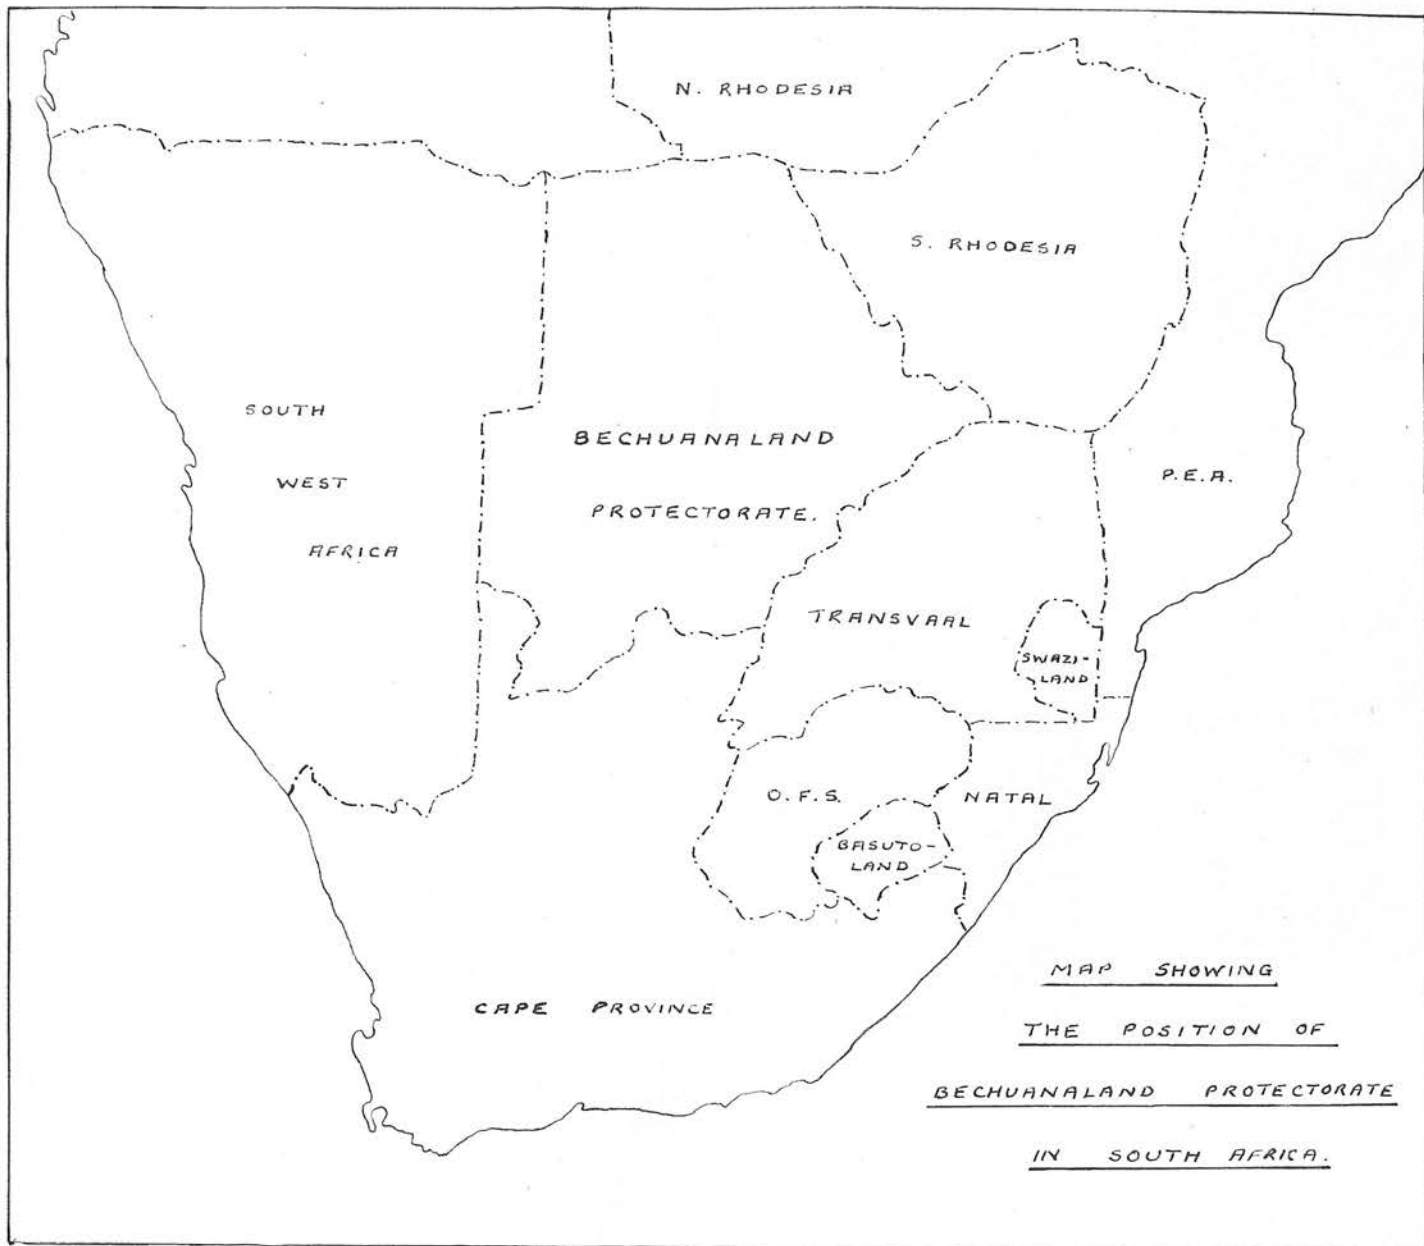 N. RHODESIA
S. RHODESIA
SOUTH
WEST
AFRICA
BECHUANALAND
PROTECTORATE.
P.E.A.
TRANSVAAL
SWAZI-
LAND
O.F.S.
NATAL
BASUTO-
LAND
CAPE PROVINCE
MAP SHOWING
THE POSITION OF
BECHUANALAND PROTECTORATE
IN SOUTH AFRICA.